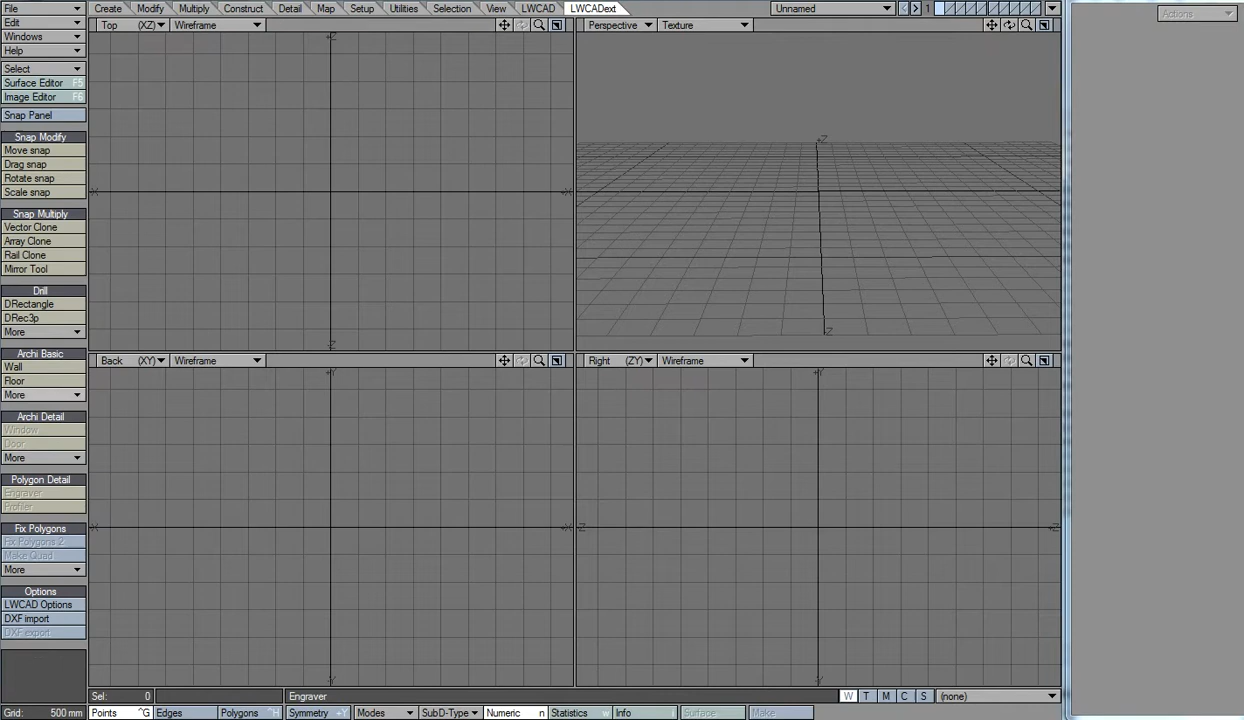 File Create Modify Multiply Construct Detail Map Setup Utilities Selection View LWCAD LWCADext Unnamed 1
Edit Top (XZ) Wireframe Perspective Texture Actions
Windows
Help
Select
Surface Editor F5
Image Editor F6
Snap Panel
Snap Modify
Move snap
Drag snap
Rotate snap
Scale snap
Snap Multiply
Vector Clone
Array Clone
Rail Clone
Mirror Tool
Drill
DRectangle
DRec3p
More
Archi Basic
Back (XY) Wireframe Right (ZY) Wireframe
Wall
Floor
More
Archi Detail
Window
Door
More
Polygon Detail
Engraver
Profiler
Fix Polygons
Fix Polygons 2
Make Quad
More
Options
LWCAD Options
DXF import
DXF export
Sel: 0 Engraver W T M C S (none)
Grid: 500 mm Points ^G Edges Polygons ^H Symmetry +Y Modes SubD-Type Numeric n Statistics w Info i Surface Make